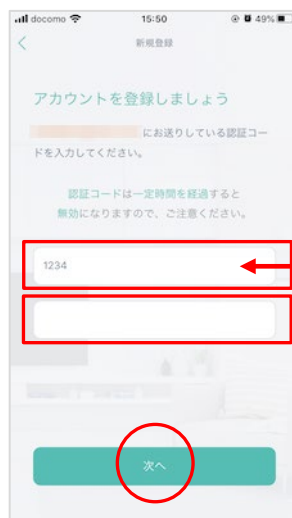 docomo 15:50 49%
新規登録
アカウントを登録しましょう
にお送りしている認証コー
ドを入力してください。
認証コードは一定時間を経過すると
無効になりますので、ご注意ください。
1234
次へ